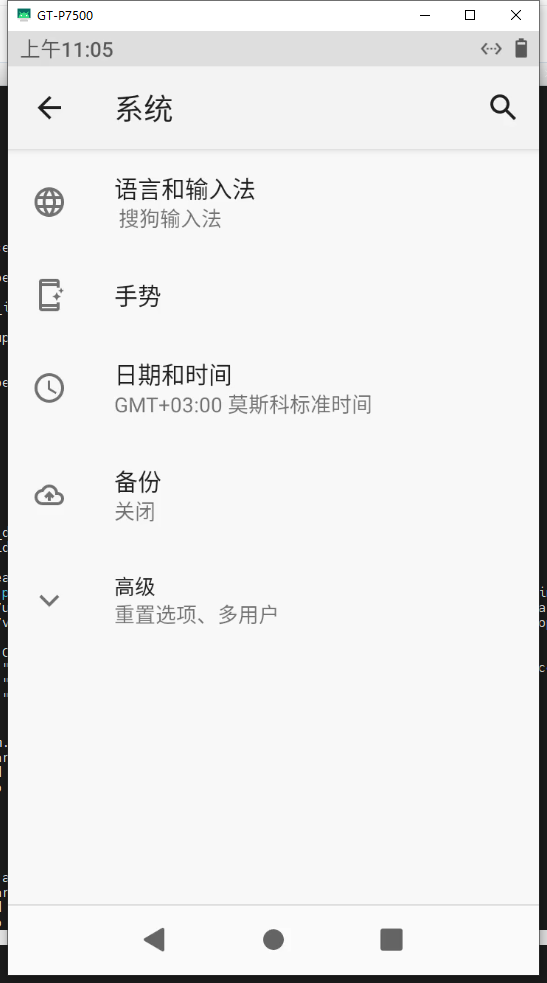 GT-P7500
上午11:05
系统
语言和输入法
搜狗输入法
手势
日期和时间
GMT+03:00 莫斯科标准时间
备份
关闭
高级
重置选项、多用户